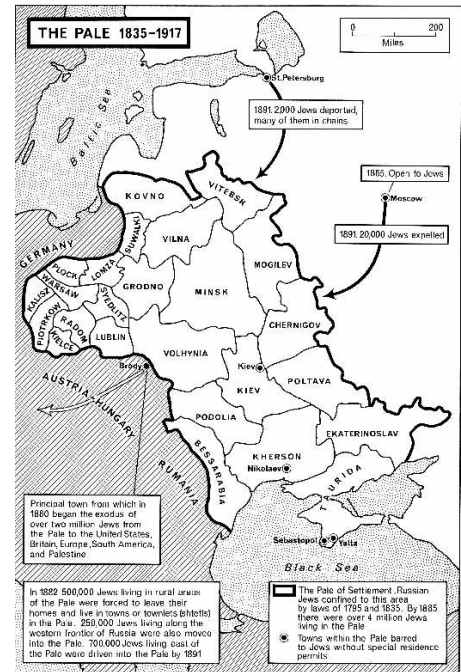 THE PALE 1835-1917
0 200
Miles
St. Petersburg
Baltic Sea
1891, 2,000 Jews deported,
many of them in chains
1865, Open to Jews
Moscow
1891, 20,000 Jews expelled
KOVNO
VITEBSK
SUWALKI
VILNA
GERMANY
MOGILEV
PLOCK
LOMZA
GRODNO
MINSK
WARSAW
KALISZ
SYEDLITZ
CHERNIGOV
PIOTRKOW
RADOM
KIELCE
LUBLIN
VOLHYNIA
Kiev
Brody
KIEV
POLTAVA
AUSTRIA-HUNGARY
PODOLIA
EKATERINOSLAV
BESSARABIA
KHERSON
RUMANIA
Nikolaev
TAURIDA
Principal town from which in
1880 began the exodus of
over two million Jews from
the Pale to the United States,
Britain, Europe, South America,
and Palestine
Sebastopol
Yalta
Black Sea
In 1882 500,000 Jews living in rural areas
of the Pale were forced to leave their
homes and live in towns or townlets (shtetls)
in the Pale. 250,000 Jews living along the
western frontier of Russia were also moved
into the Pale. 700,000 Jews living east of
the Pale were driven into the Pale by 1891
The Pale of Settlement, Russian
Jews confined to this area
by laws of 1795 and 1835. By 1885
there were over 4 million Jews
living in the Pale
Towns within the Pale barred
to Jews without special residence
permits